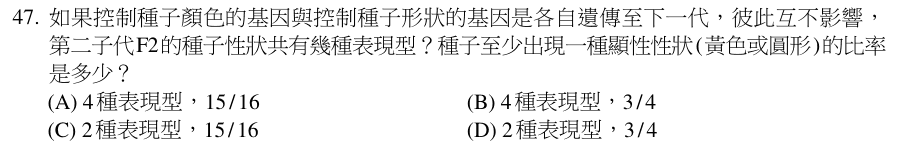 47. 如果控制種子顏色的基因與控制種子形狀的基因是各自遺傳至下一代，彼此互不影響，
第二子代F2的種子性狀共有幾種表現型？種子至少出現一種顯性性狀(黃色或圓形)的比率
是多少？
(A) 4種表現型，15/16 (B) 4種表現型，3/4
(C) 2種表現型，15/16 (D) 2種表現型，3/4